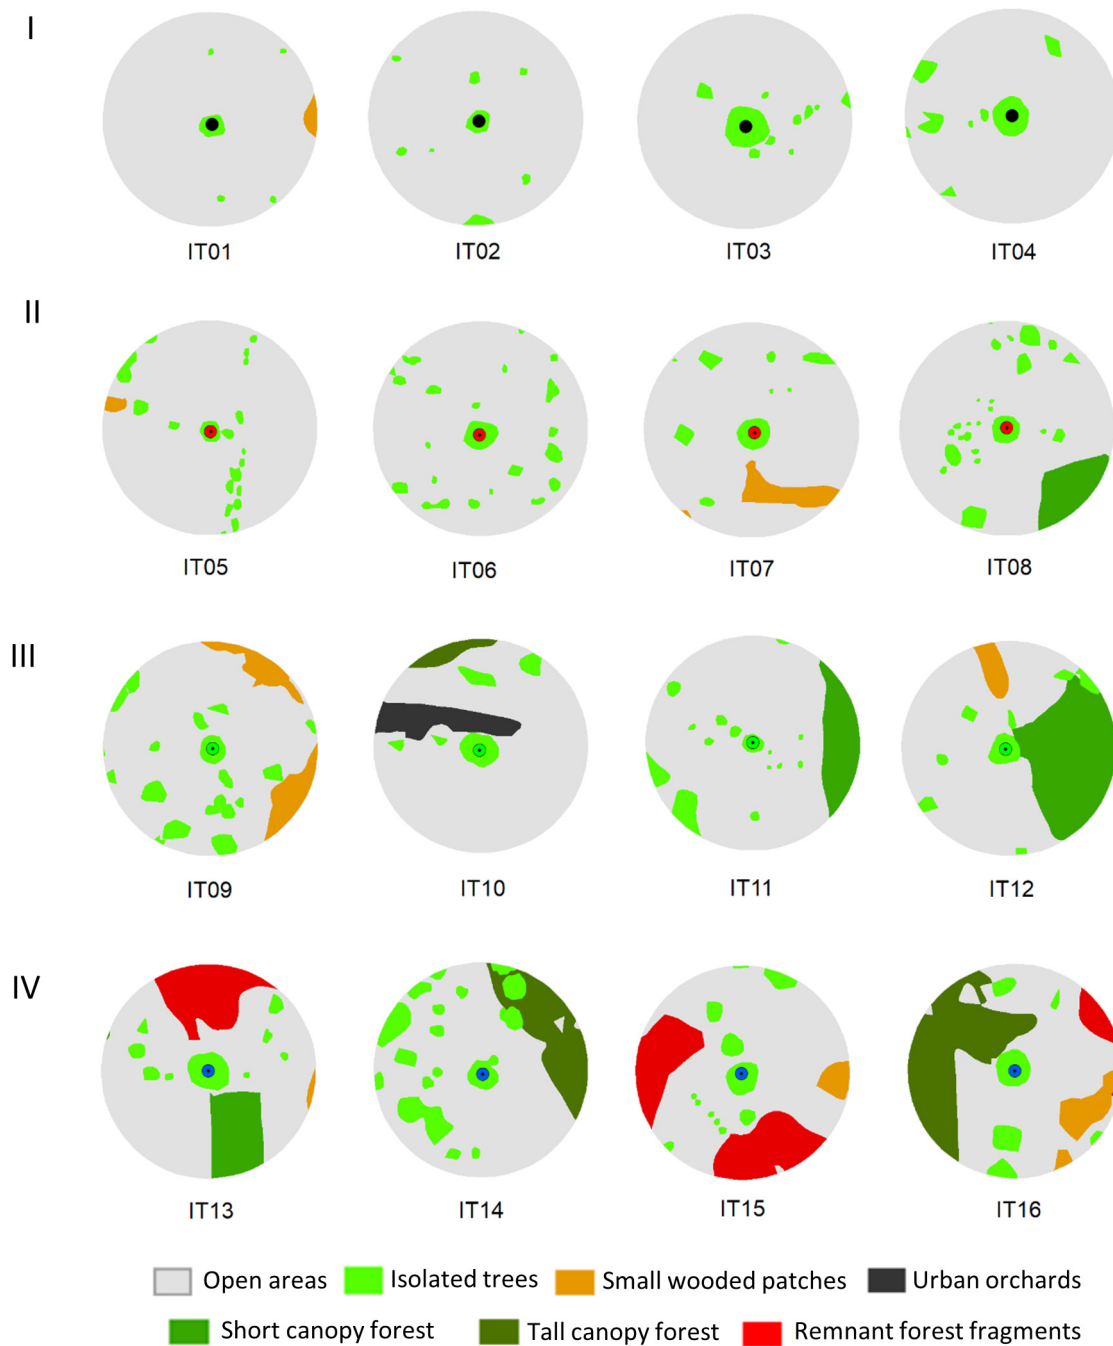 I
IT01 IT02 IT03 IT04
II
IT05 IT06 IT07 IT08
III
IT09 IT10 IT11 IT12
IV
IT13 IT14 IT15 IT16
Open areas Isolated trees Small wooded patches Urban orchards
Short canopy forest Tall canopy forest Remnant forest fragments